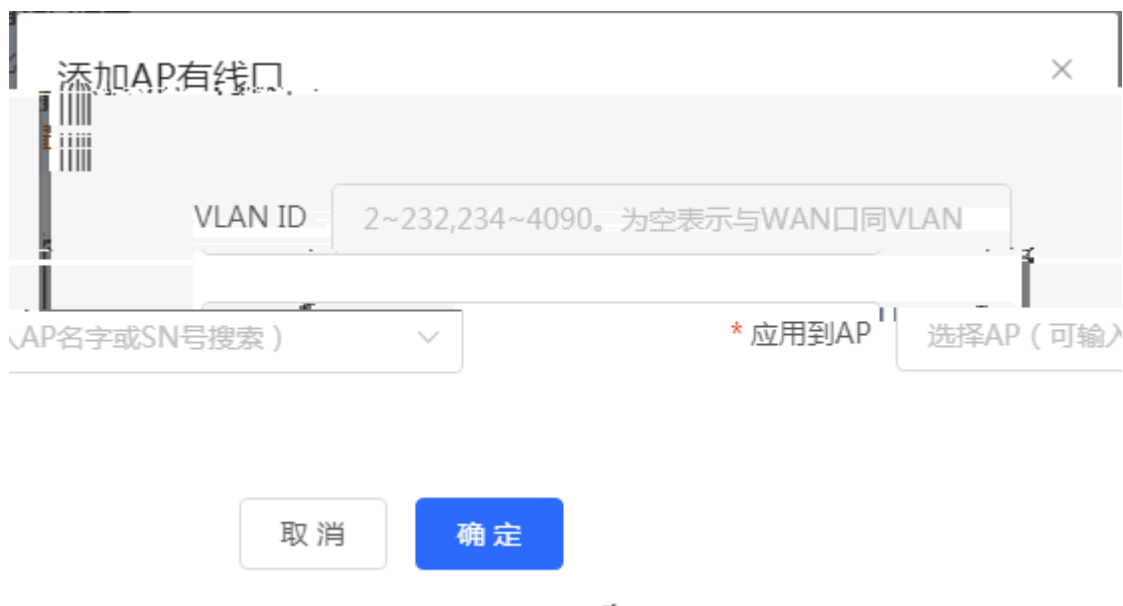 添加AP有线口
VLAN ID 2~232,234~4090。为空表示与WAN口同VLAN
* 应用到AP 选择AP（可输入AP名字或SN号搜索）
取 消 确 定